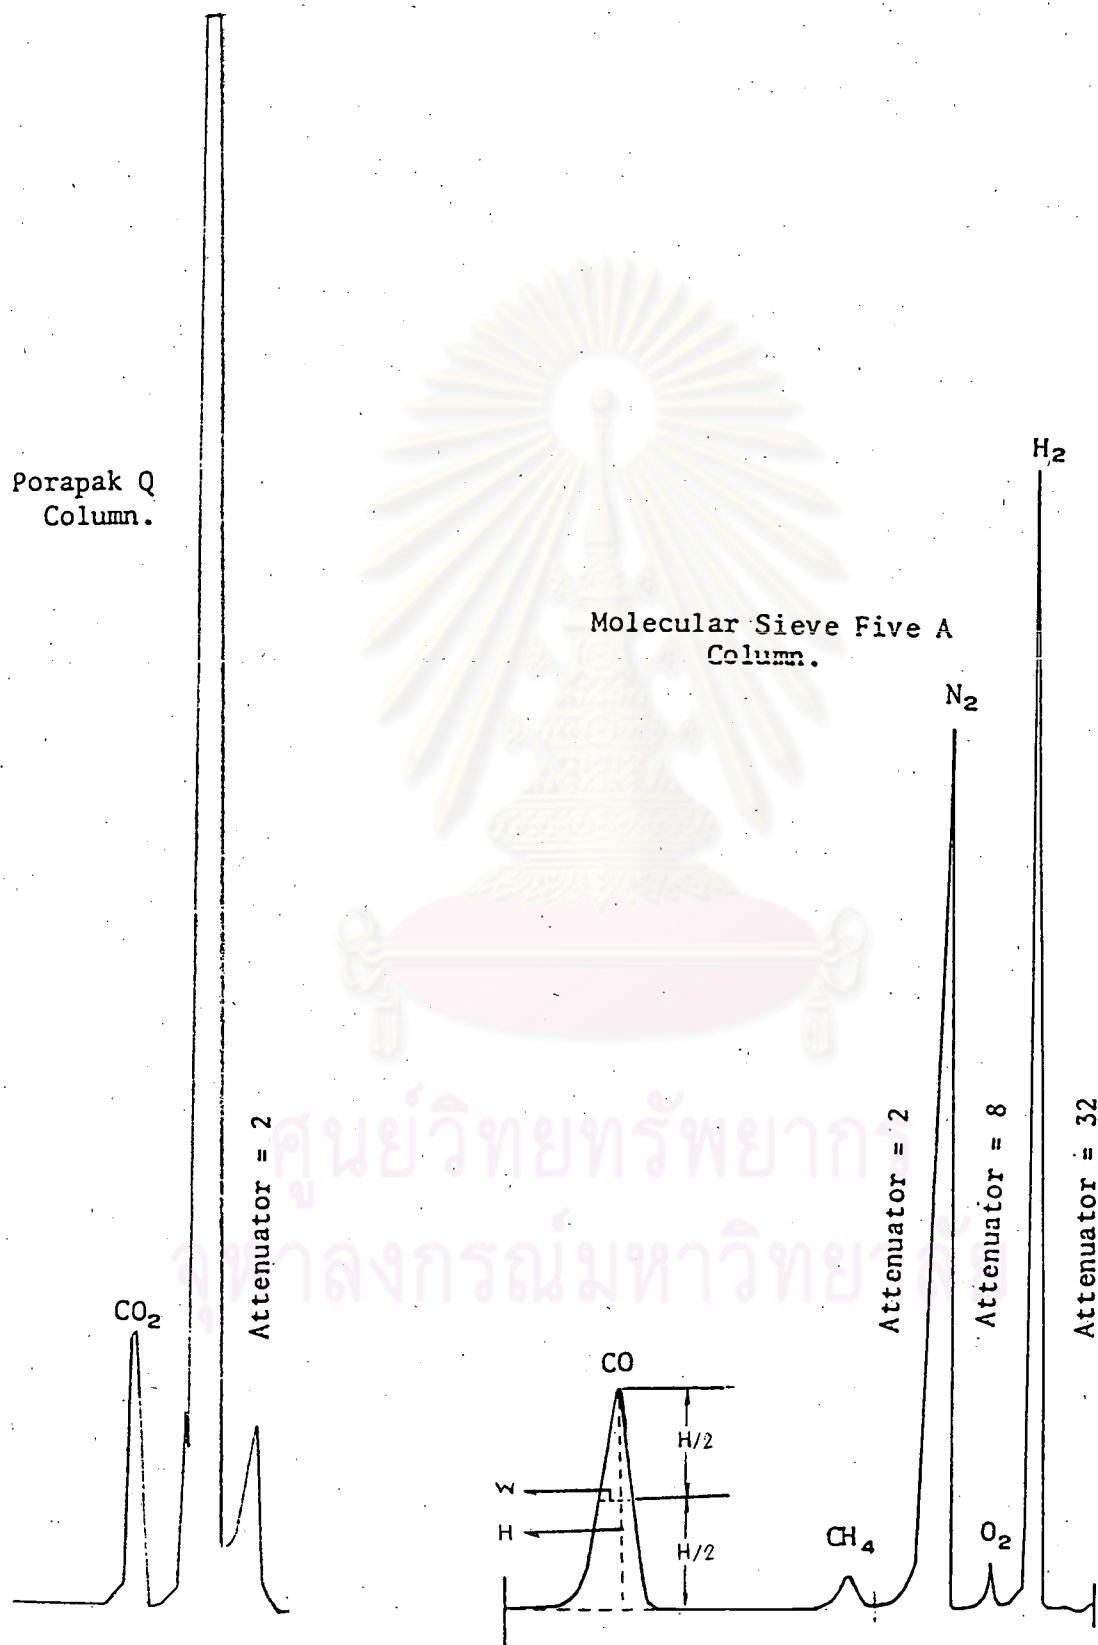 Porapak Q
Column.
H₂
Molecular Sieve Five A
Column.
N₂
Attenuator = 2
Attenuator = 2
Attenuator = 8
Attenuator = 32
ศูนย์วิทยทรัพยากร
จุฬาลงกรณ์มหาวิทยาลัย
CO₂
CO
H/2
W
H
H/2
CH₄
O₂